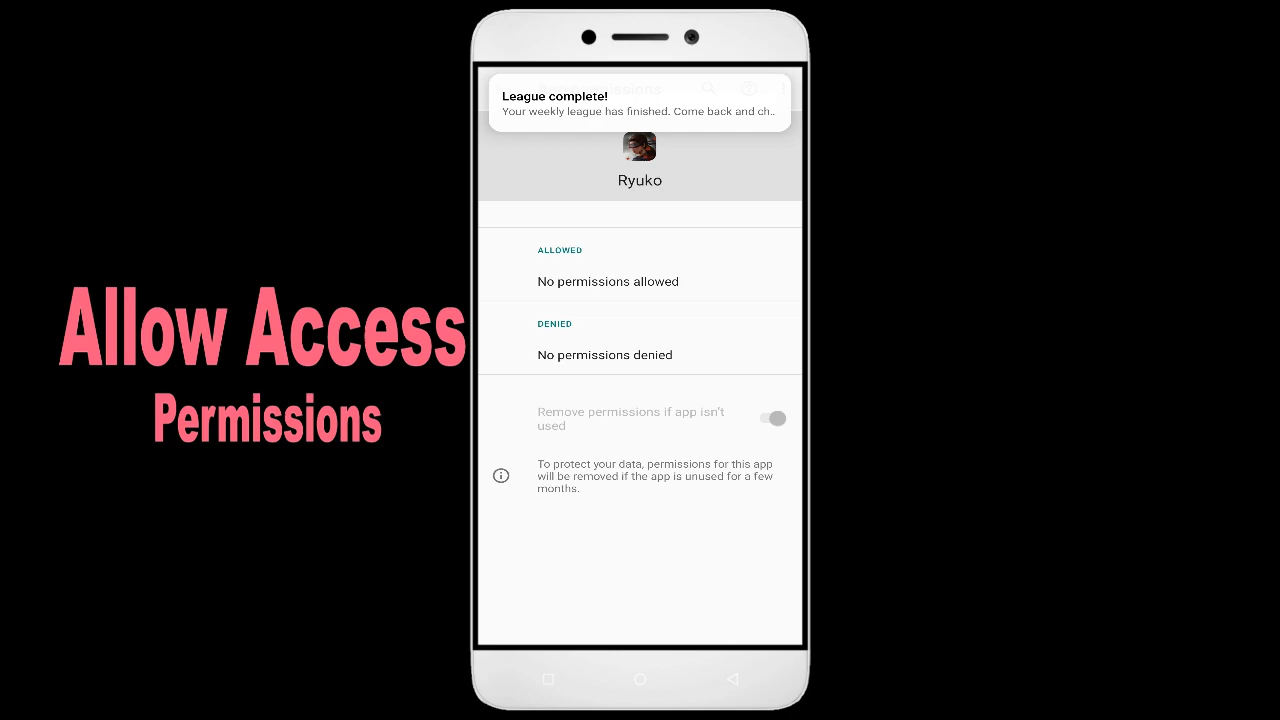 Allow Access
Permissions
League complete!
Your weekly league has finished. Come back and ch..
Ryuko
ALLOWED
No permissions allowed
DENIED
No permissions denied
Remove permissions if app isn't
used
To protect your data, permissions for this app
will be removed if the app is unused for a few
months.